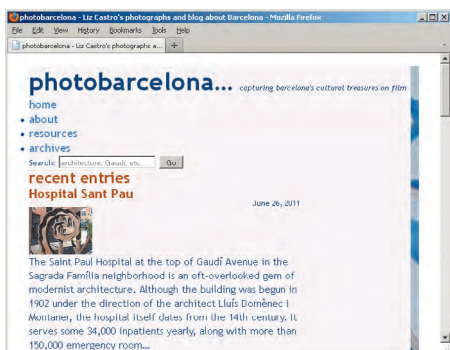 photobarcelona - Liz Castro's photographs and blog about Barcelona - Mozilla Firefox
File Edit View History Bookmarks Tools Help
photobarcelona - Liz Castro's photographs a... +
photobarcelona... capturing barcelona's cultural treasures on film
home
• about
• resources
• archives
Search: architecture, Gaudí, etc. Go
recent entries
Hospital Sant Pau
June 26, 2011
The Saint Paul Hospital at the top of Gaudí Avenue in the
Sagrada Família neighborhood is an oft-overlooked gem of
modernist architecture. Although the building was begun in
1902 under the direction of the architect Lluís Domènec i
Montaner, the hospital itself dates from the 14th century. It
serves some 34,000 inpatients yearly, along with more than
150,000 emergency room...